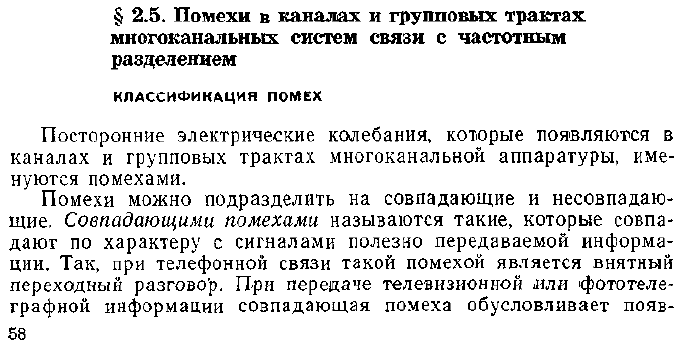 § 2.5. Помехи в каналах и групповых трактах
многоканальных систем связи с частотным
разделением
КЛАССИФИКАЦИЯ ПОМЕХ
Посторонние электрические колебания, которые появляются в
каналах и групповых трактах многоканальной аппаратуры, име-
нуются помехами.
Помехи можно подразделить на совпадающие и несовпадаю-
щие. Совпадающими помехами называются такие, которые совпа-
дают по характеру с сигналами полезно передаваемой информа-
ции. Так, при телефонной связи такой помехой является внятный
переходный разговор. При передаче телевизионной или фототеле-
графной информации совпадающая помеха обусловливает появ-
58